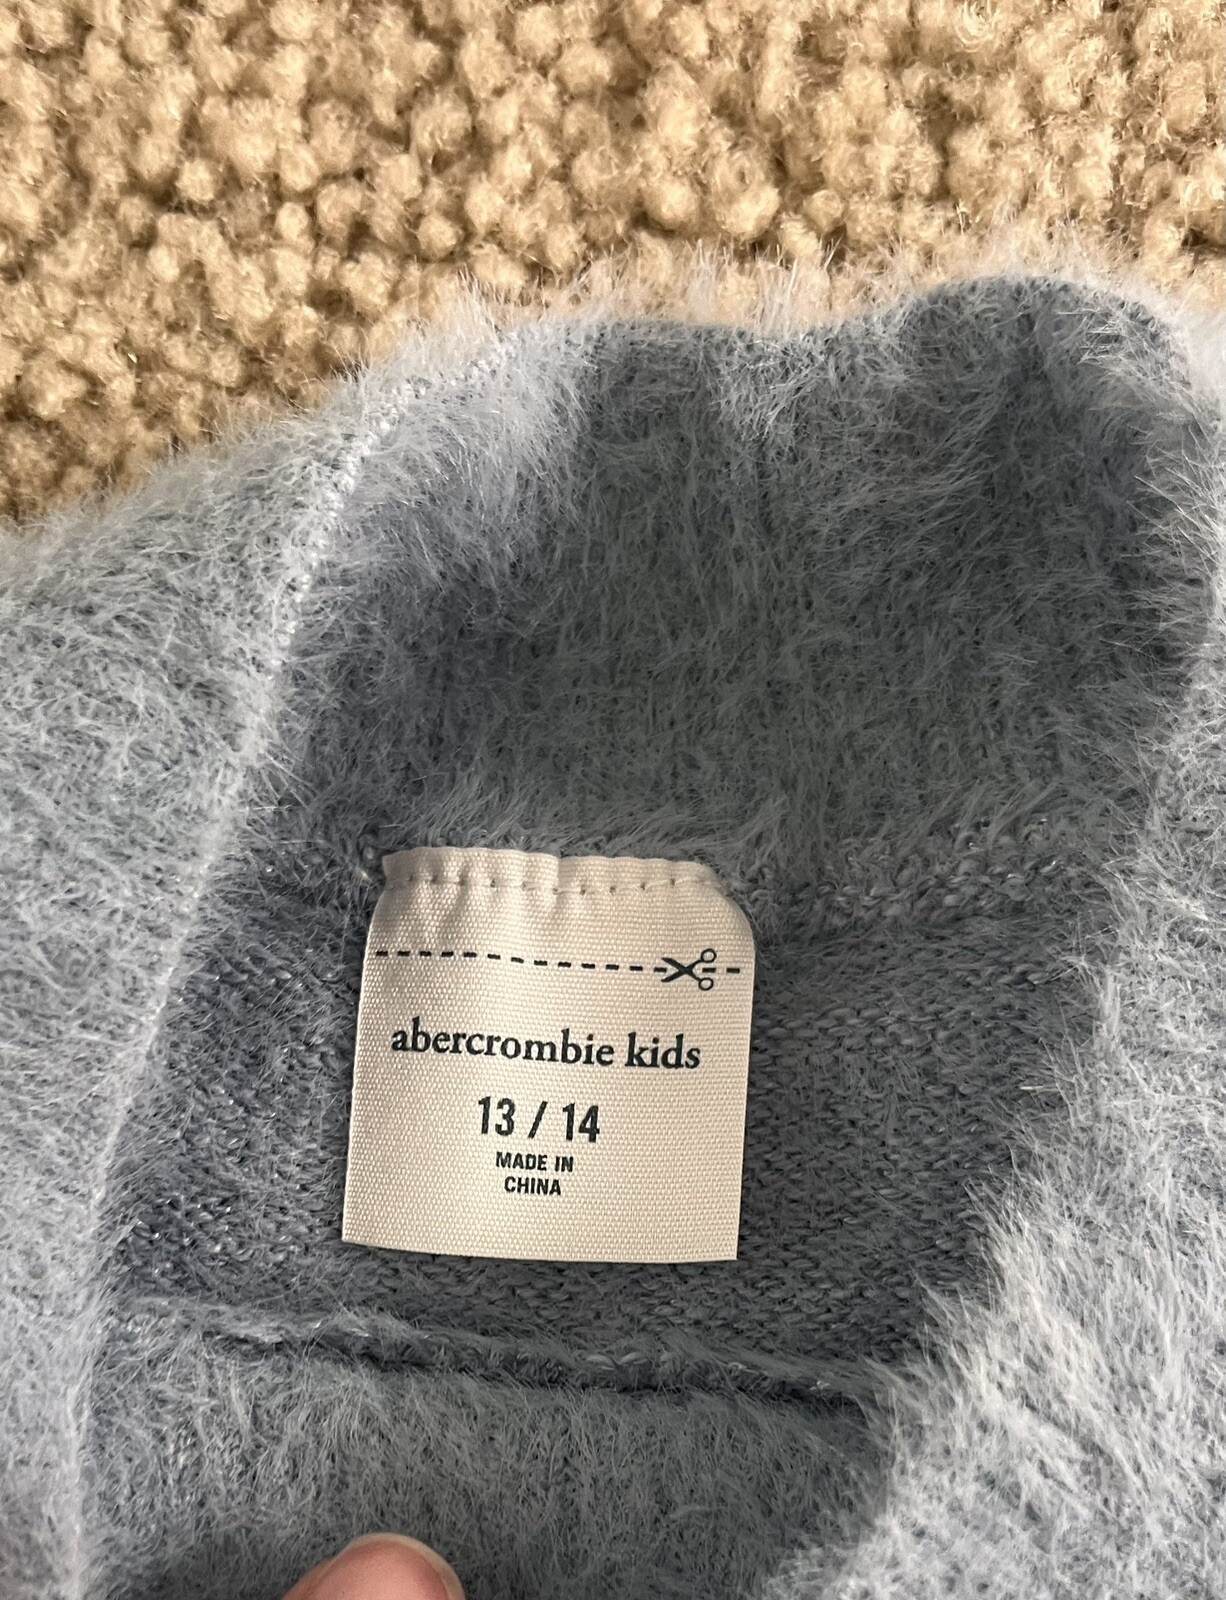 abercrombie kids
13 / 14
MADE IN
CHINA